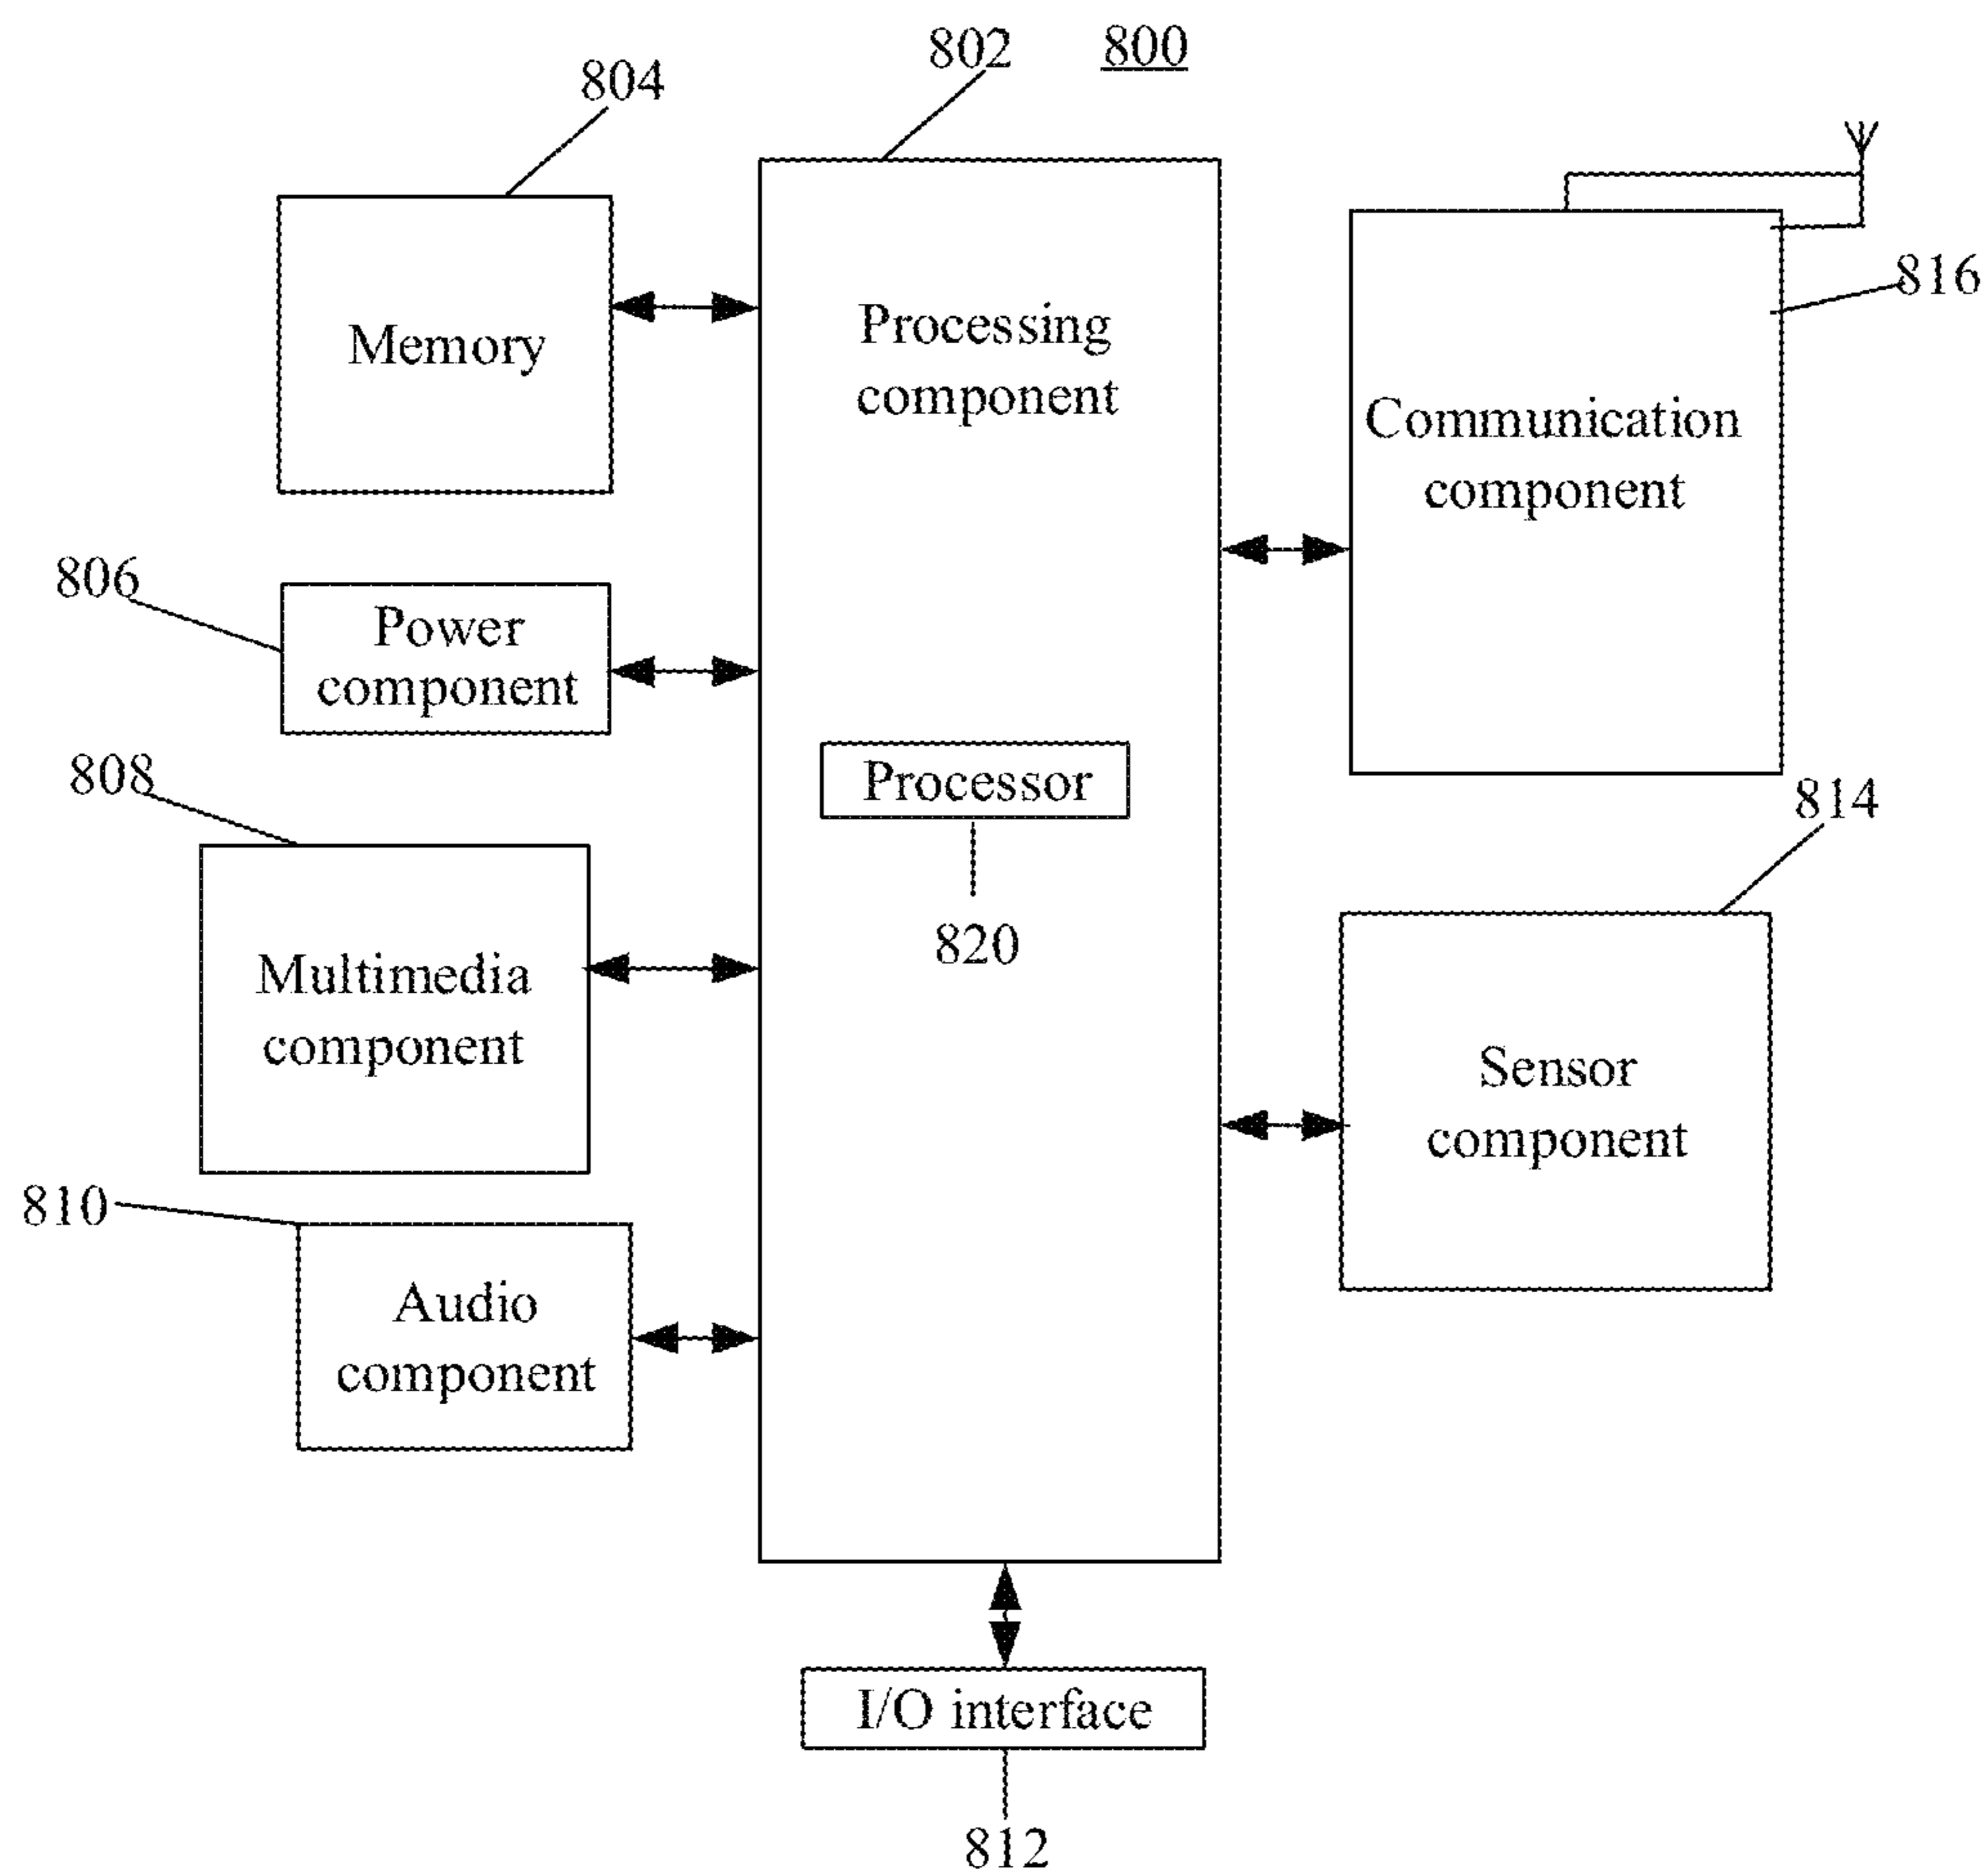 802
800
804
816
Memory
Processing
component
Communication
component
806
Power
component
808
Processor
814
820
Multimedia
component
Sensor
component
810
Audio
component
I/O interface
812